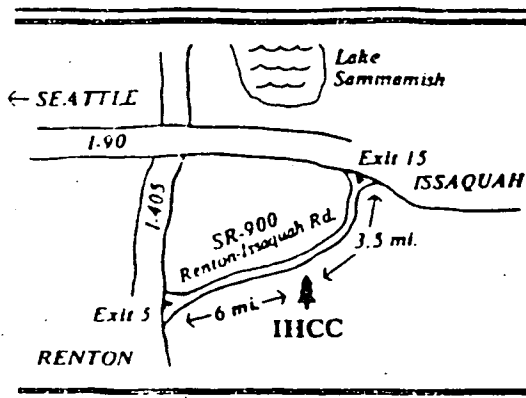 Lake
Sammamish
← SEATTLE
I-90
Exit 15
ISSAQUAH
I-405
SR-900
Renton-Issaquah Rd.
3.5 mi.
Exit 5
6 mi.
IHCC
RENTON